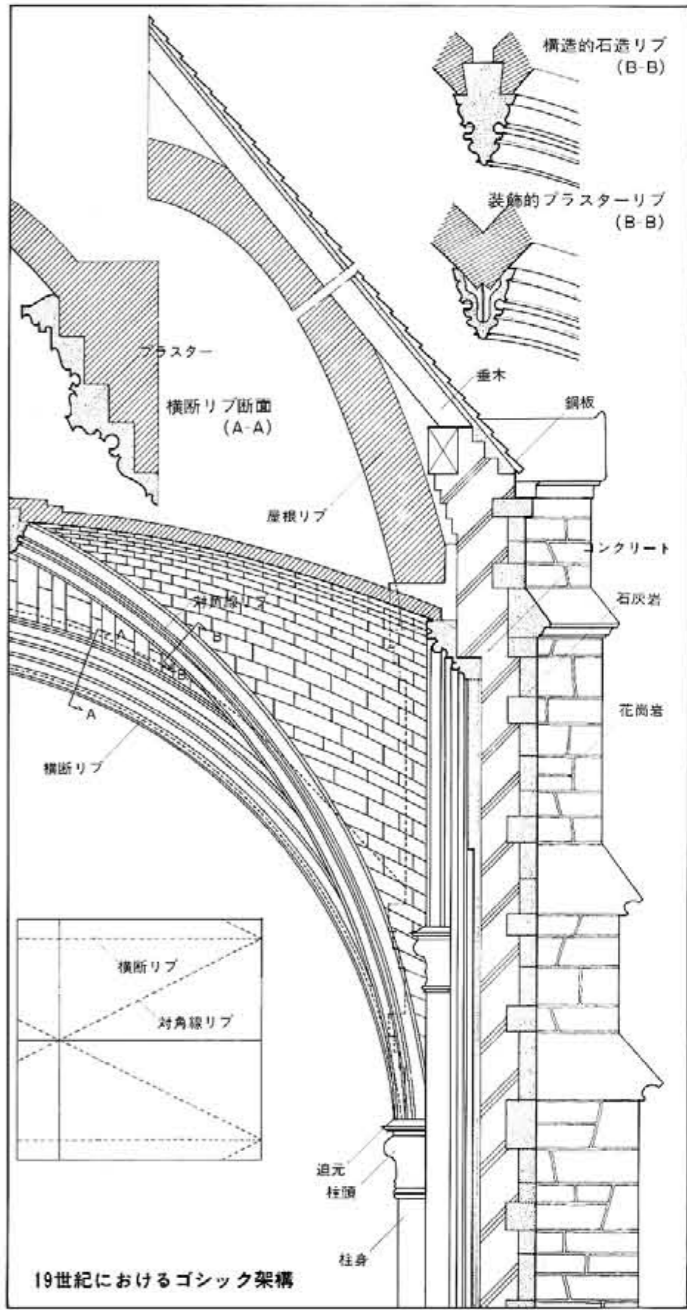 構造的石造リブ
(B-B)
装飾的プラスターリブ
(B-B)
プラスター
横断リブ断面
(A-A)
垂木
鋼板
屋根リブ
コンクリート
対角線リブ
石灰岩
A
B
B
A
花崗岩
横断リブ
横断リブ
対角線リブ
迫元
柱頭
柱身
19世紀におけるゴシック架構